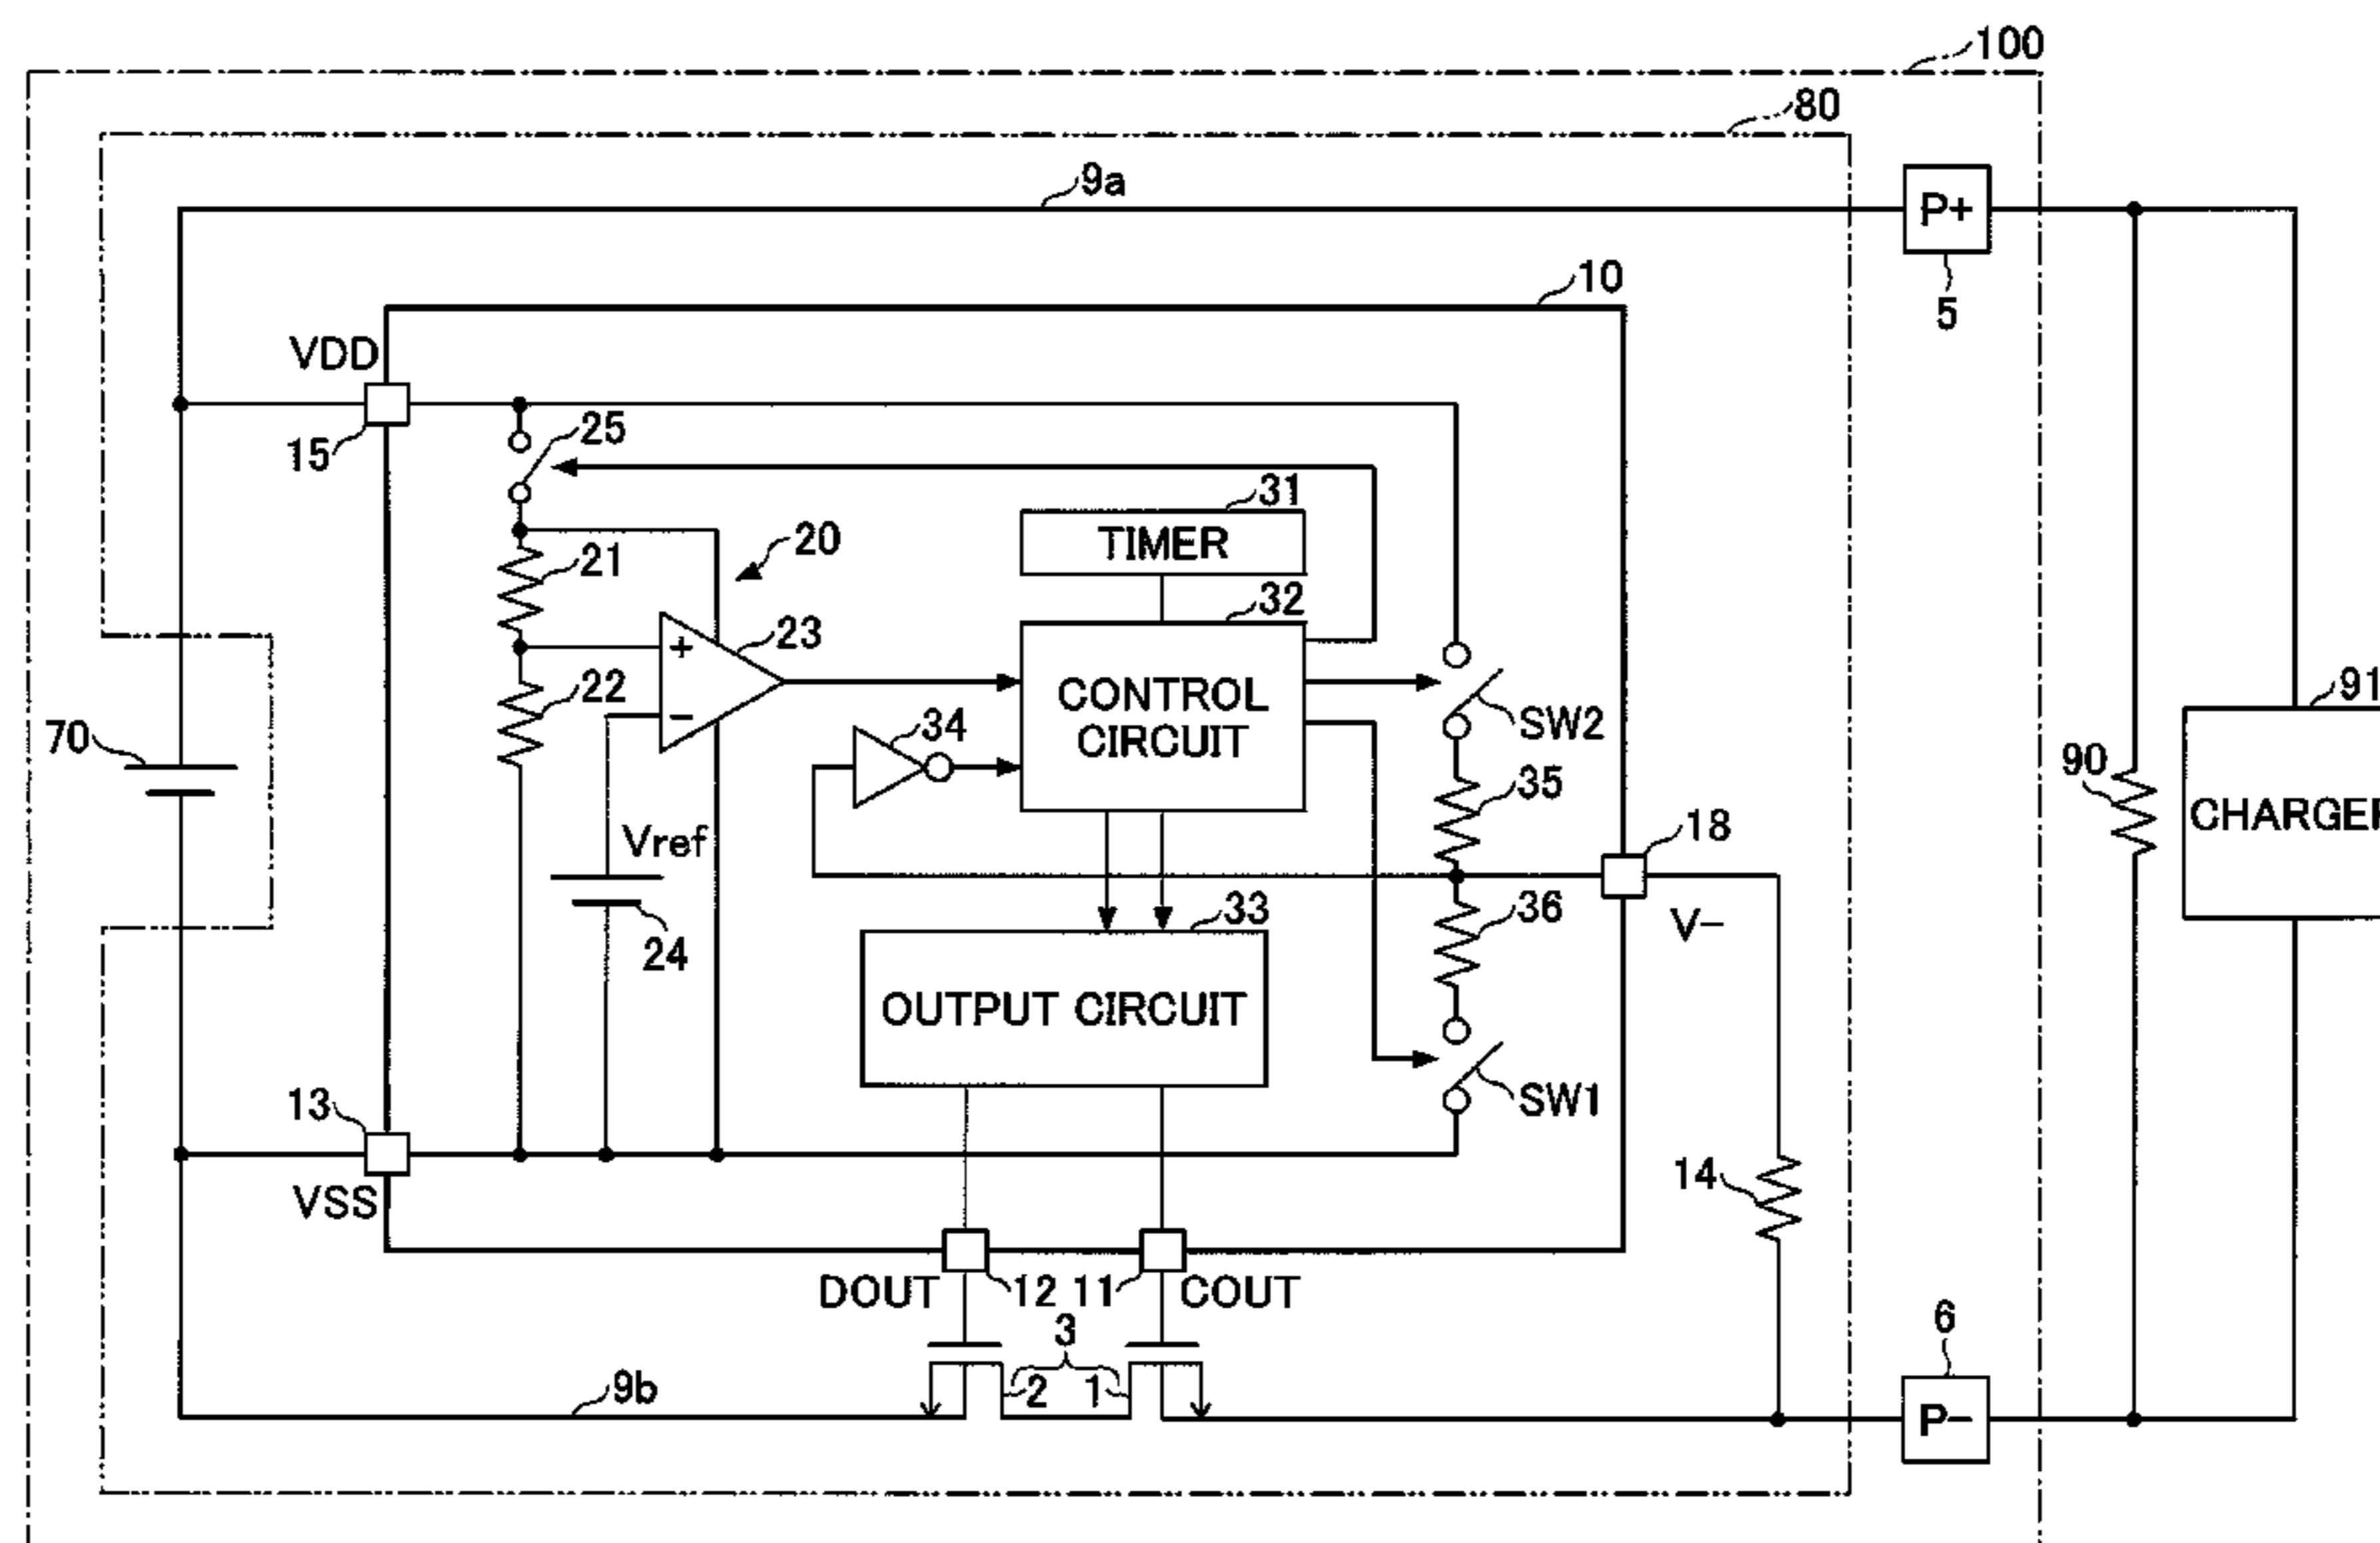 100
80
9a
P+
5
10
VDD
15
25
31
TIMER
20
21
32
23
+
CONTROL
CIRCUIT
22
−
34
SW2
91
70
90
35
CHARGER
Vref
18
24
33
36
V−
OUTPUT CIRCUIT
13
SW1
VSS
14
DOUT
12
11
COUT
3
2
1
9b
6
P−